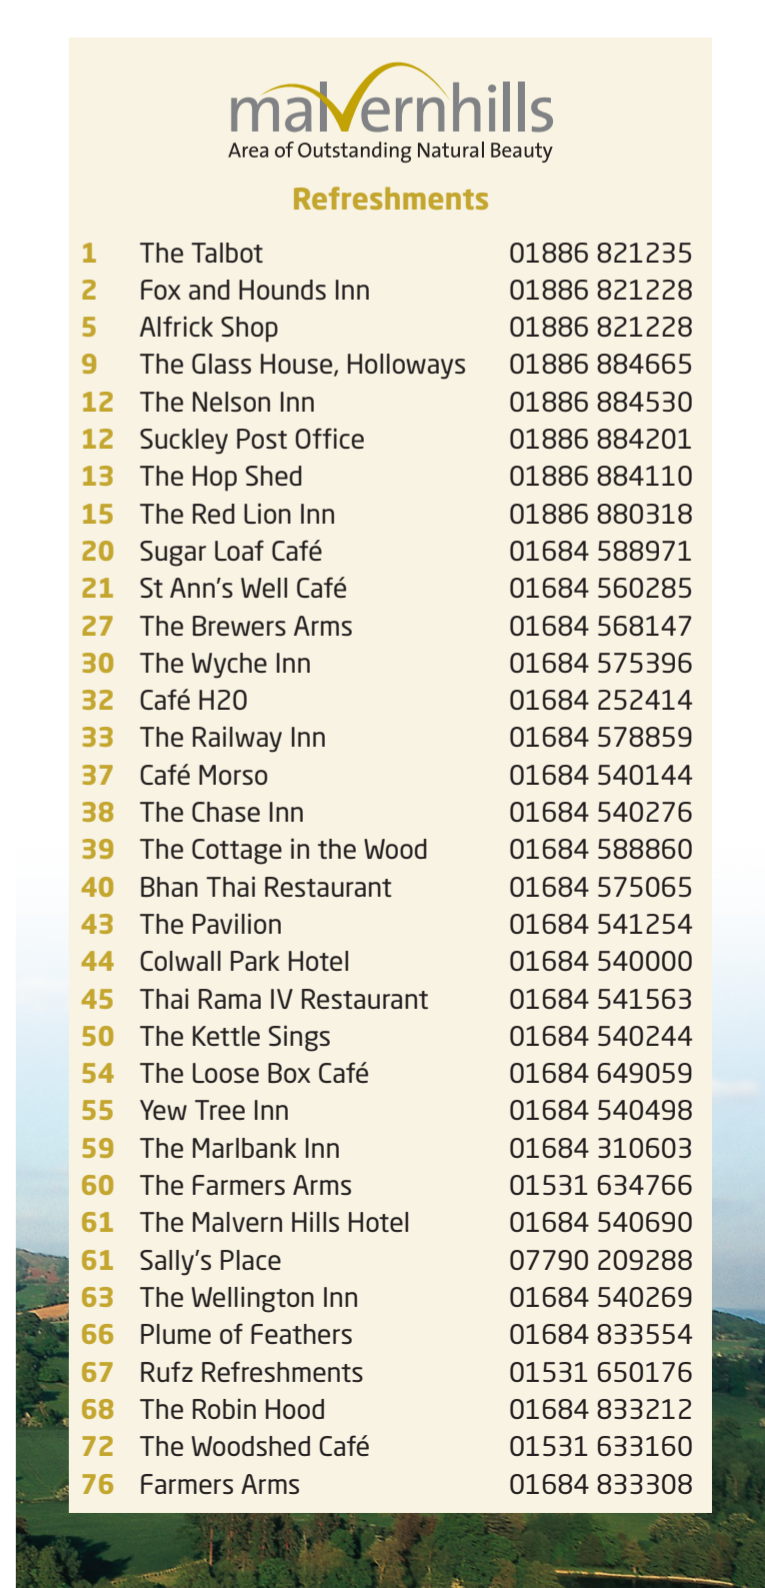 malvernhills
Area of Outstanding Natural Beauty
Refreshments
1 The Talbot 01886 821235
2 Fox and Hounds Inn 01886 821228
5 Alfrick Shop 01886 821228
9 The Glass House, Holloways 01886 884665
12 The Nelson Inn 01886 884530
12 Suckley Post Office 01886 884201
13 The Hop Shed 01886 884110
15 The Red Lion Inn 01886 880318
20 Sugar Loaf Café 01684 588971
21 St Ann's Well Café 01684 560285
27 The Brewers Arms 01684 568147
30 The Wyche Inn 01684 575396
32 Café H20 01684 252414
33 The Railway Inn 01684 578859
37 Café Morso 01684 540144
38 The Chase Inn 01684 540276
39 The Cottage in the Wood 01684 588860
40 Bhan Thai Restaurant 01684 575065
43 The Pavilion 01684 541254
44 Colwall Park Hotel 01684 540000
45 Thai Rama IV Restaurant 01684 541563
50 The Kettle Sings 01684 540244
54 The Loose Box Café 01684 649059
55 Yew Tree Inn 01684 540498
59 The Marlbank Inn 01684 310603
60 The Farmers Arms 01531 634766
61 The Malvern Hills Hotel 01684 540690
61 Sally's Place 07790 209288
63 The Wellington Inn 01684 540269
66 Plume of Feathers 01684 833554
67 Rufz Refreshments 01531 650176
68 The Robin Hood 01684 833212
72 The Woodshed Café 01531 633160
76 Farmers Arms 01684 833308